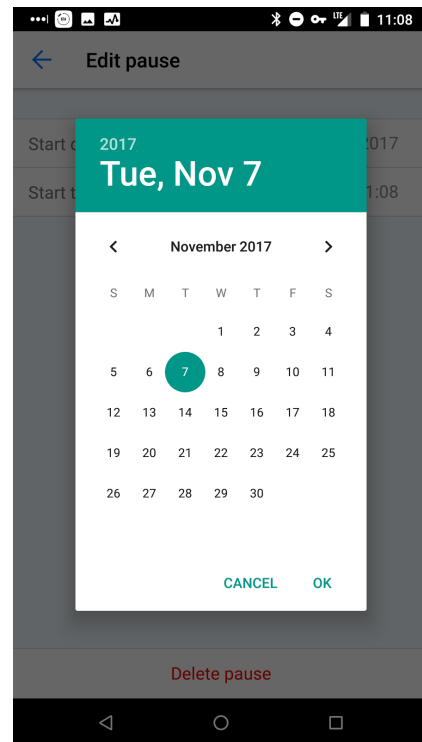 LTE 11:08
Edit pause
Start 2017
Start t 1:08
2017
Tue, Nov 7
November 2017
S M T W T F S
1 2 3 4
5 6 7 8 9 10 11
12 13 14 15 16 17 18
19 20 21 22 23 24 25
26 27 28 29 30
CANCEL OK
Delete pause